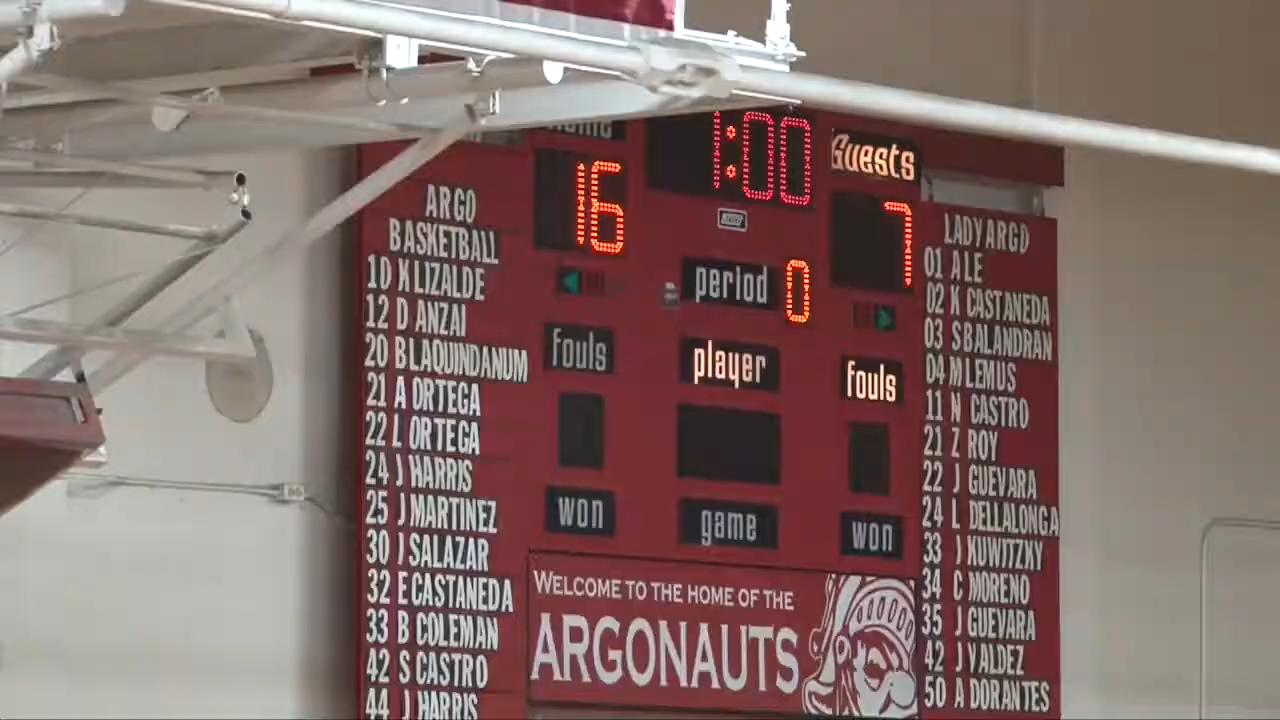 Home
1:00
Guests
16
7
period 0
fouls
player
fouls
won
game
won
ARGO
BASKETBALL
10 K LIZALDE
12 D ANZAI
20 B LAQUINDANUM
21 A ORTEGA
22 L ORTEGA
24 J HARRIS
25 J MARTINEZ
30 J SALAZAR
32 E CASTANEDA
33 B COLEMAN
42 S CASTRO
44 J HARRIS
WELCOME TO THE HOME OF THE
ARGONAUTS
LADY ARGO
01 A LE
02 K CASTANEDA
03 S BALANDRAN
04 M LEMUS
11 N CASTRO
21 Z ROY
22 J GUEVARA
24 L DELLALONGA
33 J KUWITZKY
34 C MORENO
35 J GUEVARA
42 J VALDEZ
50 A DORANTES